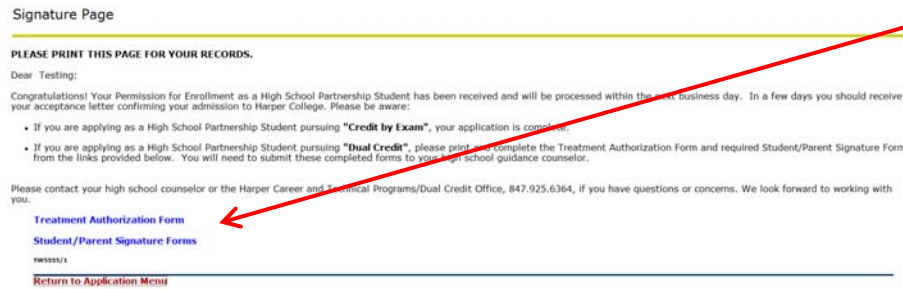 Signature Page
PLEASE PRINT THIS PAGE FOR YOUR RECORDS.
Dear Testing:
Congratulations! Your Permission for Enrollment as a High School Partnership Student has been received and will be processed within the next business day. In a few days you should receive
your acceptance letter confirming your admission to Harper College. Please be aware:
• If you are applying as a High School Partnership Student pursuing "Credit by Exam", your application is complete.
• If you are applying as a High School Partnership Student pursuing "Dual Credit", please print and complete the Treatment Authorization Form and required Student/Parent Signature Form
from the links provided below. You will need to submit these completed forms to your high school guidance counselor.
Please contact your high school counselor or the Harper Career and Technical Programs/Dual Credit Office, 847.925.6364, if you have questions or concerns. We look forward to working with
you.
Treatment Authorization Form
Student/Parent Signature Forms
TW5555/1
Return to Application Menu